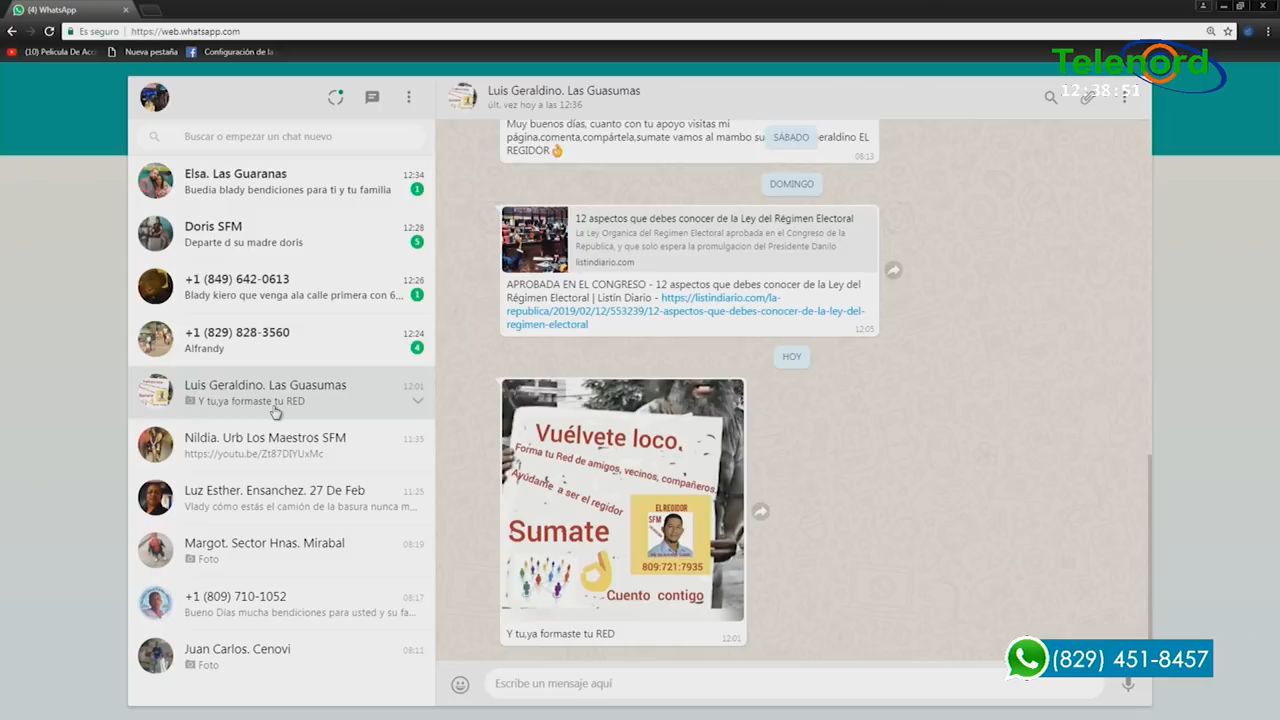 (4) WhatsApp
Es seguro
https://web.whatsapp.com
(10) Pelicula De Acc
Nueva pestaña
Configuración de la
Telenord
12:38:51
Luis Geraldino. Las Guasumas
últ. vez hoy a las 12:36
Buscar o empezar un chat nuevo
Elsa. Las Guaranas
12:34
Buedia blady bendiciones para ti y tu familia
1
Doris SFM
12:28
Departe d su madre doris
5
+1 (849) 642-0613
12:26
Blady kiero que venga ala calle primera con 6...
1
+1 (829) 828-3560
12:24
Alfrandy
4
Luis Geraldino. Las Guasumas
12:01
Y tu,ya formaste tu RED
Nildia. Urb Los Maestros SFM
11:35
https://youtu.be/Zt87DIYUxMc
Luz Esther. Ensanchez. 27 De Feb
11:25
Vlady cómo estás el camión de la basura nunca m...
Margot. Sector Hnas. Mirabal
08:19
Foto
+1 (809) 710-1052
08:17
Bueno Días mucha bendiciones para usted y su fa...
Juan Carlos. Cenovi
08:11
Foto
Muy buenos días, cuanto con tu apoyo visitas mi
página,comenta,compártela,sumate vamos al mambo su
eraldino EL
REGIDOR👌
08:13
SÁBADO
DOMINGO
12 aspectos que debes conocer de la Ley del Régimen Electoral
La Ley Organica del Regimen Electoral aprobada en el Congreso de la
Republica, y que solo espera la promulgacion del Presidente Danilo
listindiario.com
APROBADA EN EL CONGRESO - 12 aspectos que debes conocer de la Ley del
Régimen Electoral | Listín Diario - https://listindiario.com/la-
republica/2019/02/12/553239/12-aspectos-que-debes-conocer-de-la-ley-del-
regimen-electoral
12:05
HOY
Vuélvete loco.
Forma tu Red de amigos, vecinos, compañeros.
Ayúdame a ser el regidor
Sumate
EL REGIDOR
SFM
809:721:7935
Cuento contigo
Y tu,ya formaste tu RED
12:01
Escribe un mensaje aquí
(829) 451-8457